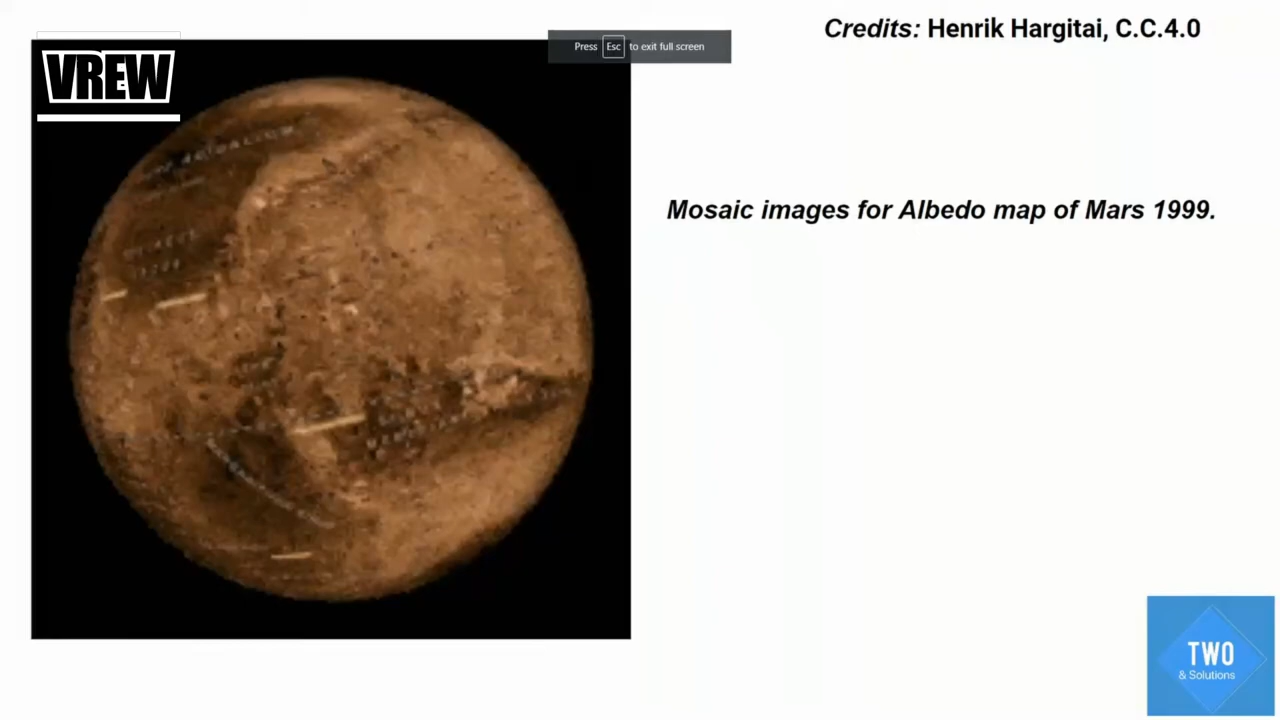 Credits: Henrik Hargitai, C.C.4.0
Press Esc to exit full screen
VREW
Mosaic images for Albedo map of Mars 1999.
TWO
& Solutions